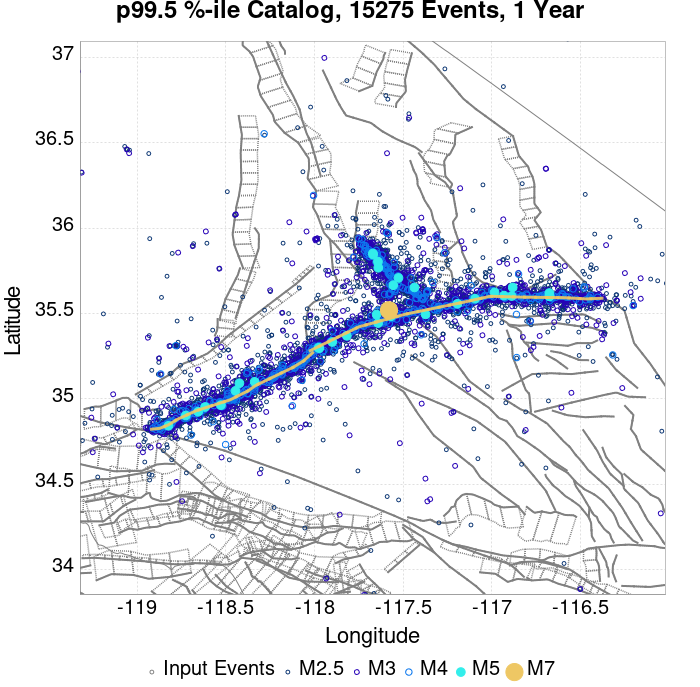 p99.5 %-ile Catalog, 15275 Events, 1 Year
37
36.5
36
35.5
35
34.5
34
Latitude
-119 -118.5 -118 -117.5 -117 -116.5
Longitude
Input Events M2.5 M3 M4 M5 M7